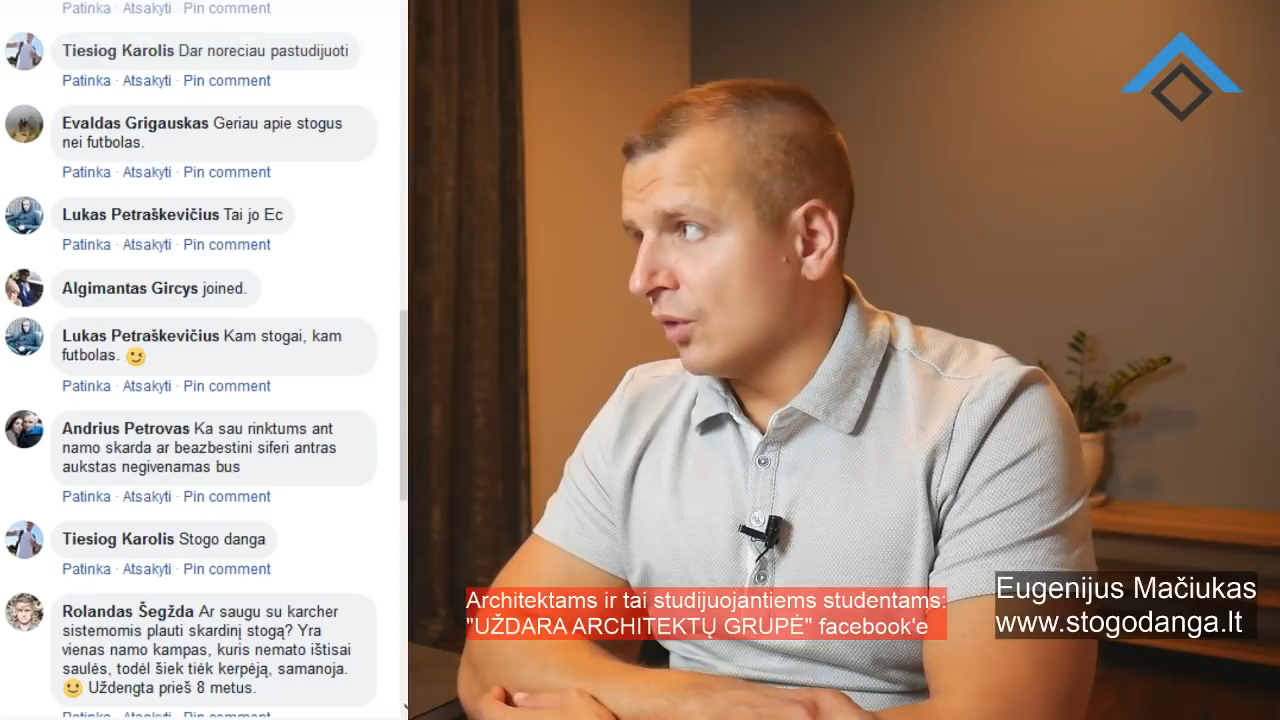 Patinka · Atsakyti · Pin comment
Tiesiog Karolis Dar noreciau pastudijuoti
Patinka · Atsakyti · Pin comment
Evaldas Grigauskas Geriau apie stogus
nei futbolas.
Patinka · Atsakyti · Pin comment
Lukas Petraškevičius Tai jo Ec
Patinka · Atsakyti · Pin comment
Algimantas Gircys joined.
Lukas Petraškevičius Kam stogai, kam
futbolas. 😉
Patinka · Atsakyti · Pin comment
Andrius Petrovas Ka sau rinktums ant
namo skarda ar beazbestini siferi antras
aukstas negivenamas bus
Patinka · Atsakyti · Pin comment
Tiesiog Karolis Stogo danga
Patinka · Atsakyti · Pin comment
Rolandas Šegžda Ar saugu su karcher
sistemomis plauti skardinį stogą? Yra
vienas namo kampas, kuris nemato ištisai
saulės, todėl šiek tiek kerpėja, samanoja.
🙂 Uždengta prieš 8 metus.
Patinka · Atsakyti · Pin comment
Architektams ir tai studijuojantiems studentams:
"UŽDARA ARCHITEKTŲ GRUPĖ" facebook'e
Eugenijus Mačiukas
www.stogodanga.lt